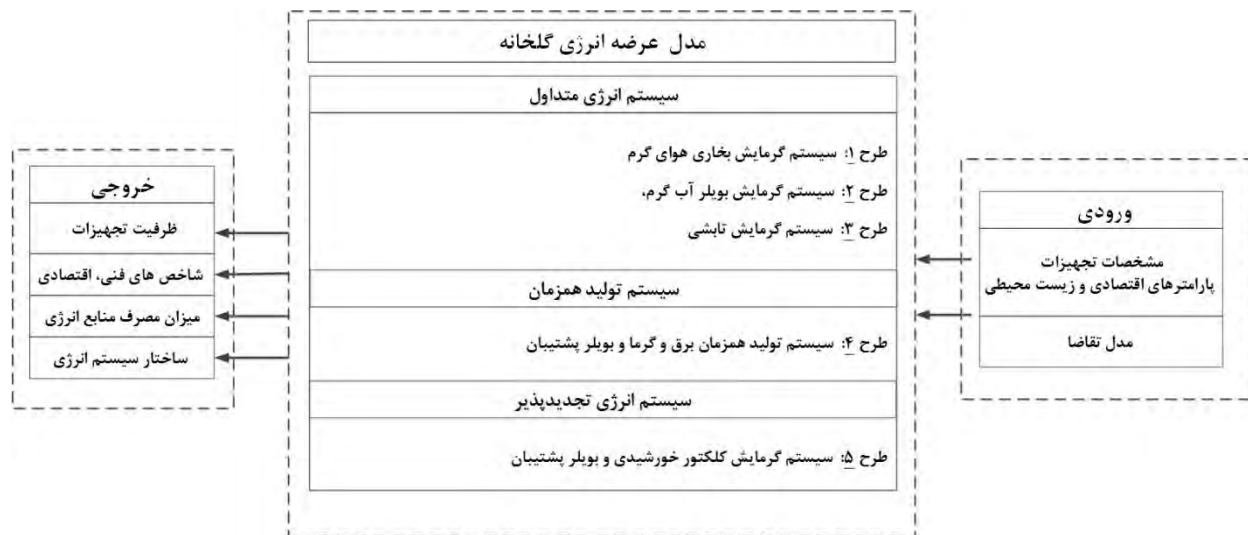 مدل عرضه انرژی گلخانه
ورودی
مشخصات تجهیزات
پارامترهای اقتصادی و زیست محیطی
مدل تقاضا
سیستم انرژی متداول
طرح ۱: سیستم گرمایش بخاری هوای گرم
طرح ۲: سیستم گرمایش بویلر آب گرم،
طرح ۳: سیستم گرمایش تابشی
سیستم تولید همزمان
طرح ۴: سیستم تولید همزمان برق و گرما و بویلر پشتیبان
سیستم انرژی تجدیدپذیر
طرح ۵: سیستم گرمایش کلکتور خورشیدی و بویلر پشتیبان
خروجی
ظرفیت تجهیزات
شاخص های فنی، اقتصادی
میزان مصرف منابع انرژی
ساختار سیستم انرژی